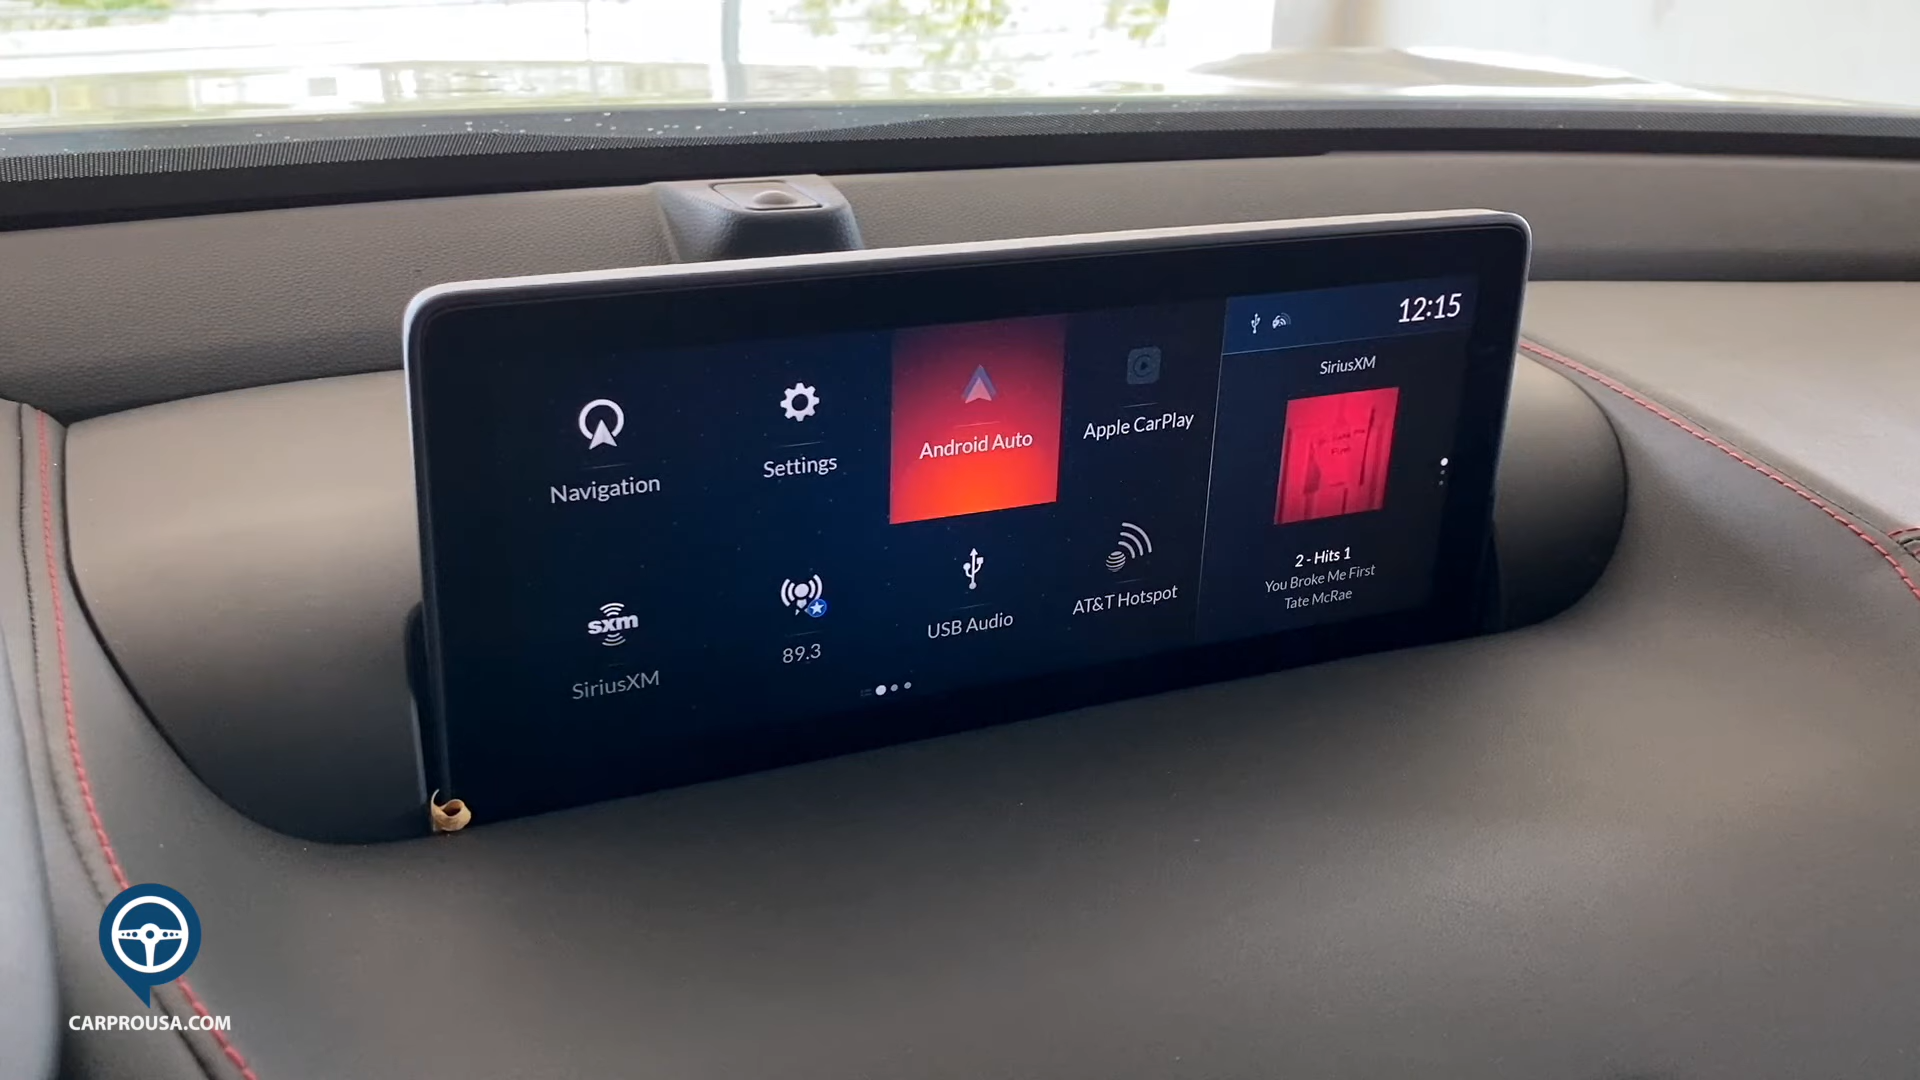 12:15
Navigation
Settings
Android Auto
Apple CarPlay
SiriusXM
sxm
SiriusXM
89.3
USB Audio
AT&T Hotspot
2 - Hits 1
You Broke Me First
Tate McRae
CARPROUSA.COM